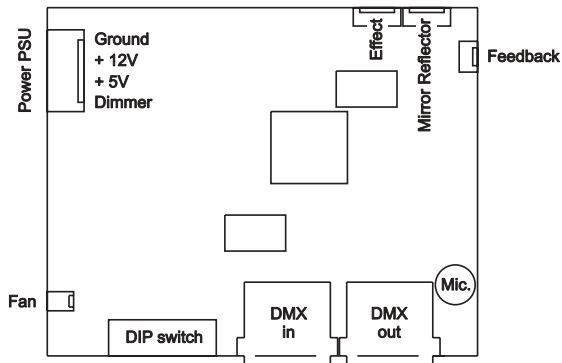 Power PSU
Ground
+ 12V
+ 5V
Dimmer
Effect
Mirror Reflector
Feedback
Fan
DIP switch
DMX
in
DMX
out
Mic.